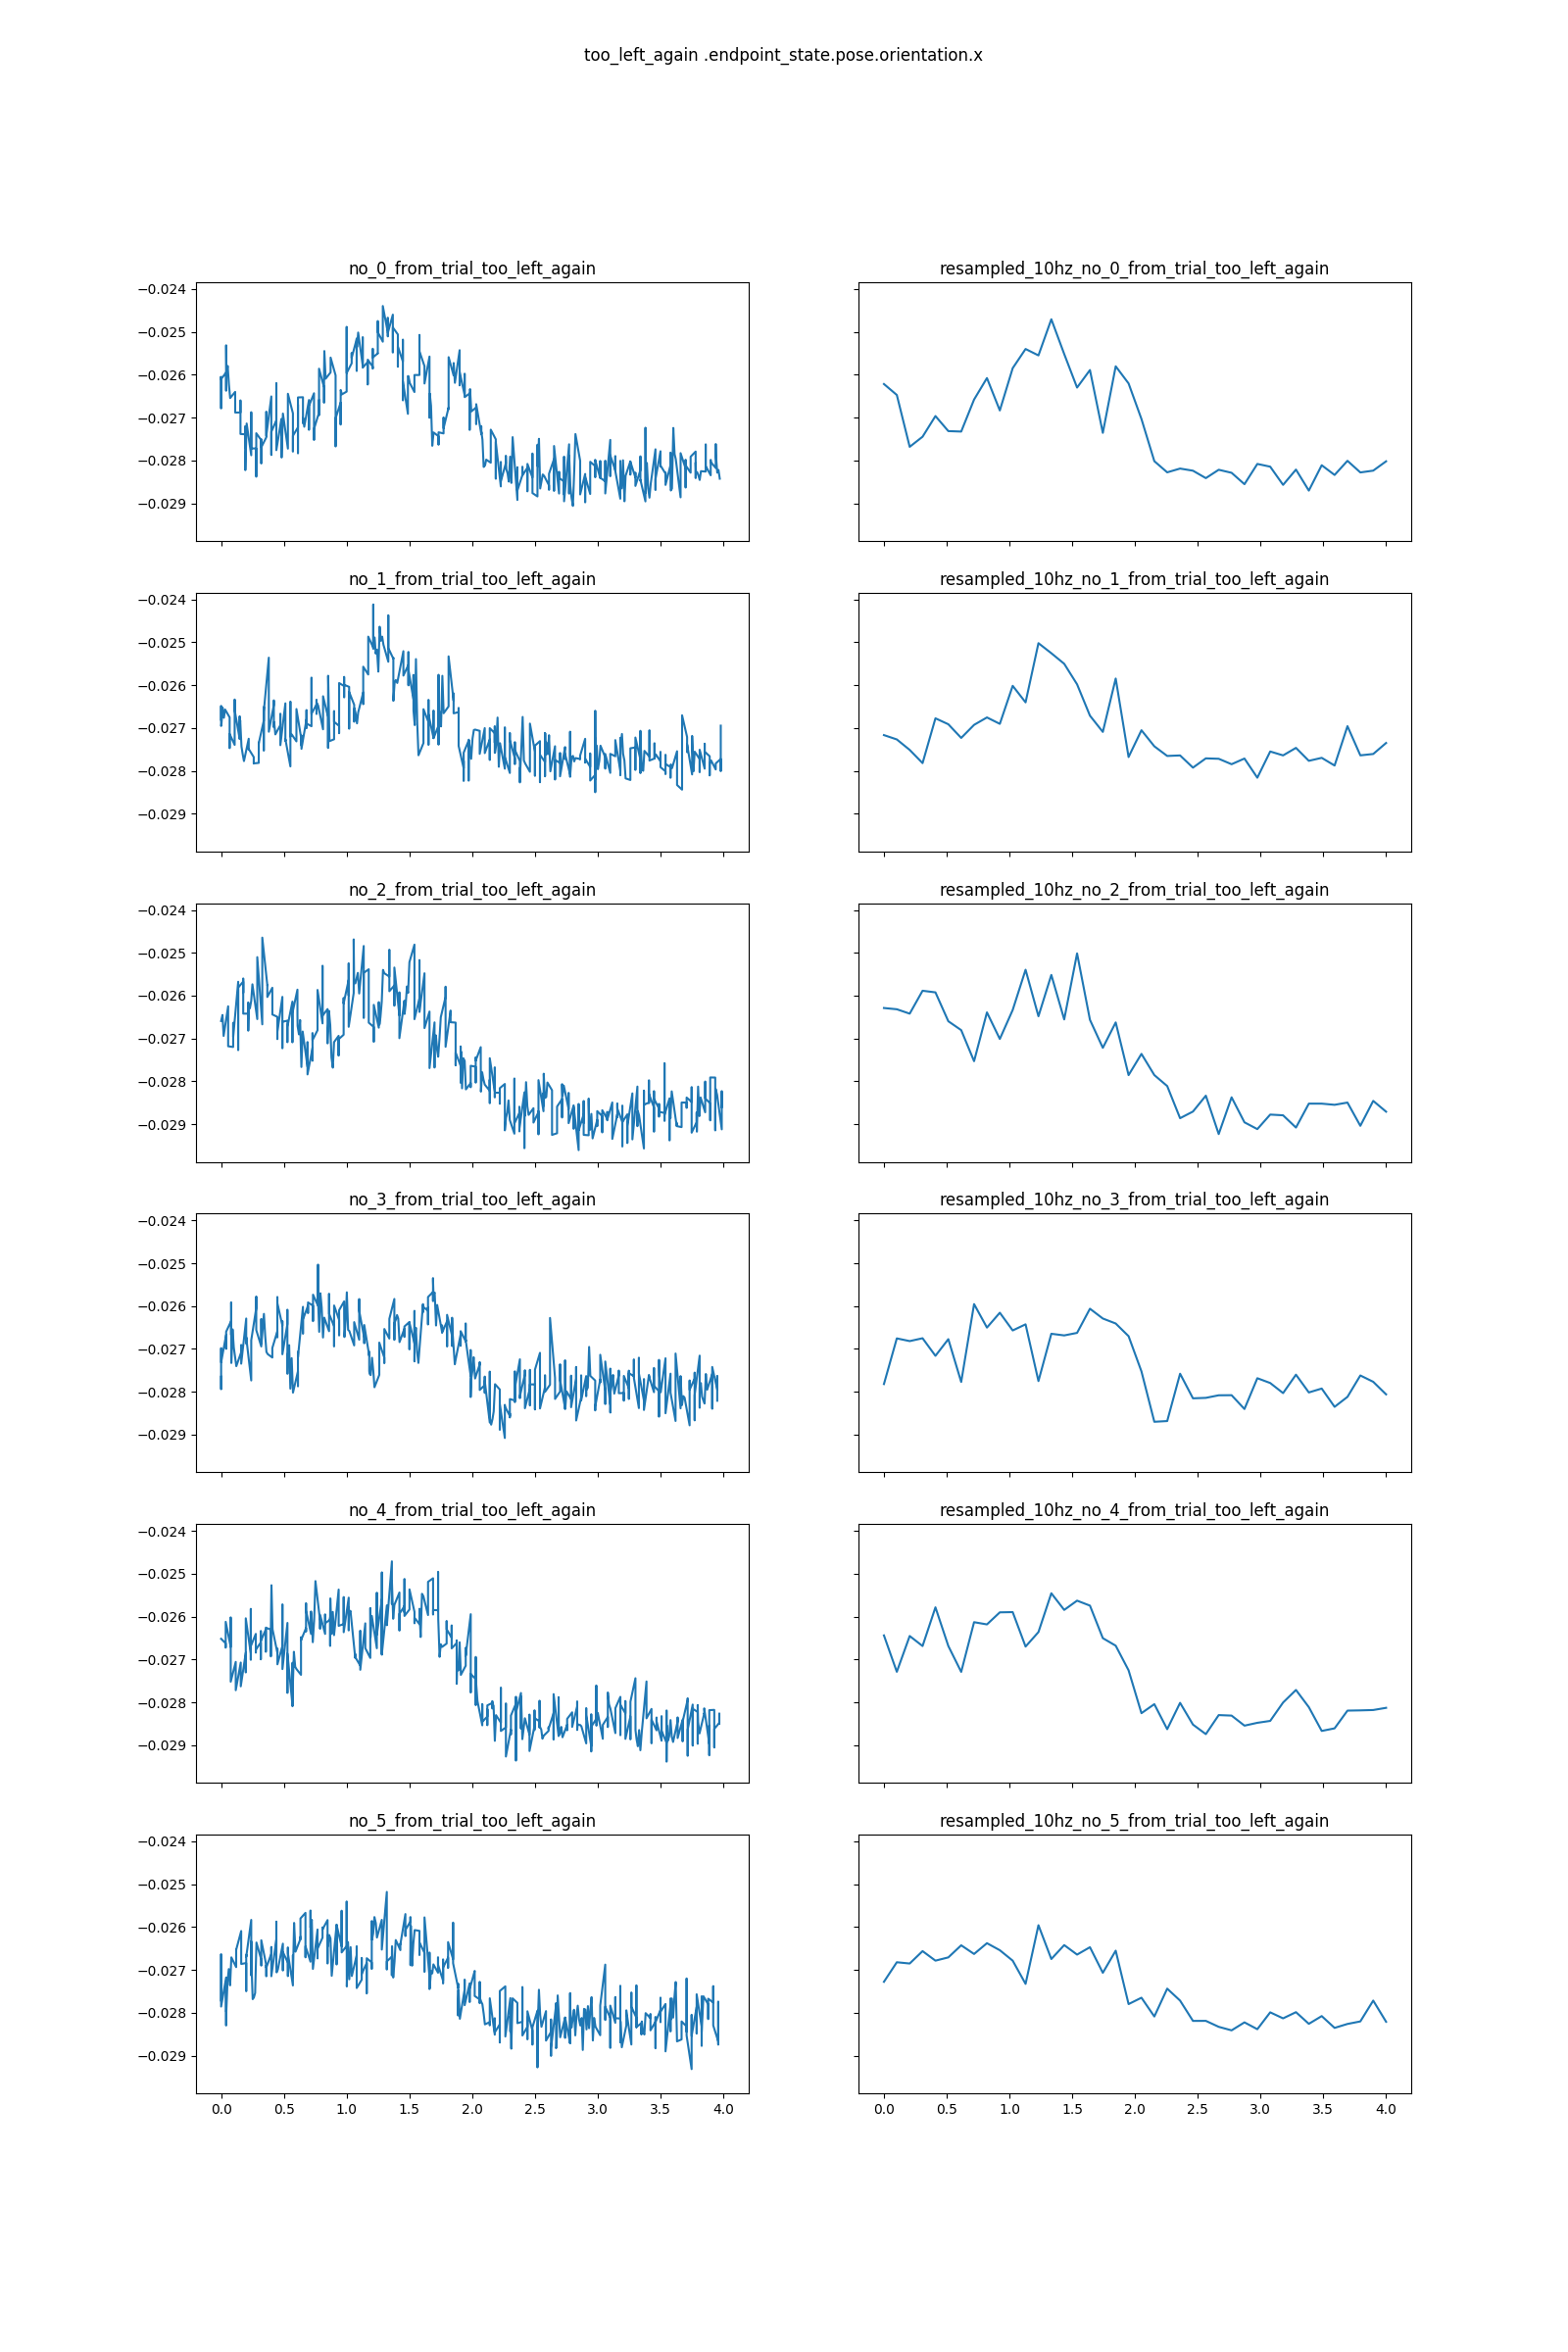 too_left_again .endpoint_state.pose.orientation.x
no_0_from_trial_too_left_again
resampled_10hz_no_0_from_trial_too_left_again
−0.024
−0.025
−0.026
−0.027
−0.028
−0.029
no_1_from_trial_too_left_again
resampled_10hz_no_1_from_trial_too_left_again
−0.024
−0.025
−0.026
−0.027
−0.028
−0.029
no_2_from_trial_too_left_again
resampled_10hz_no_2_from_trial_too_left_again
−0.024
−0.025
−0.026
−0.027
−0.028
−0.029
no_3_from_trial_too_left_again
resampled_10hz_no_3_from_trial_too_left_again
−0.024
−0.025
−0.026
−0.027
−0.028
−0.029
no_4_from_trial_too_left_again
resampled_10hz_no_4_from_trial_too_left_again
−0.024
−0.025
−0.026
−0.027
−0.028
−0.029
no_5_from_trial_too_left_again
resampled_10hz_no_5_from_trial_too_left_again
−0.024
−0.025
−0.026
−0.027
−0.028
−0.029
0.0 0.5 1.0 1.5 2.0 2.5 3.0 3.5 4.0
0.0 0.5 1.0 1.5 2.0 2.5 3.0 3.5 4.0